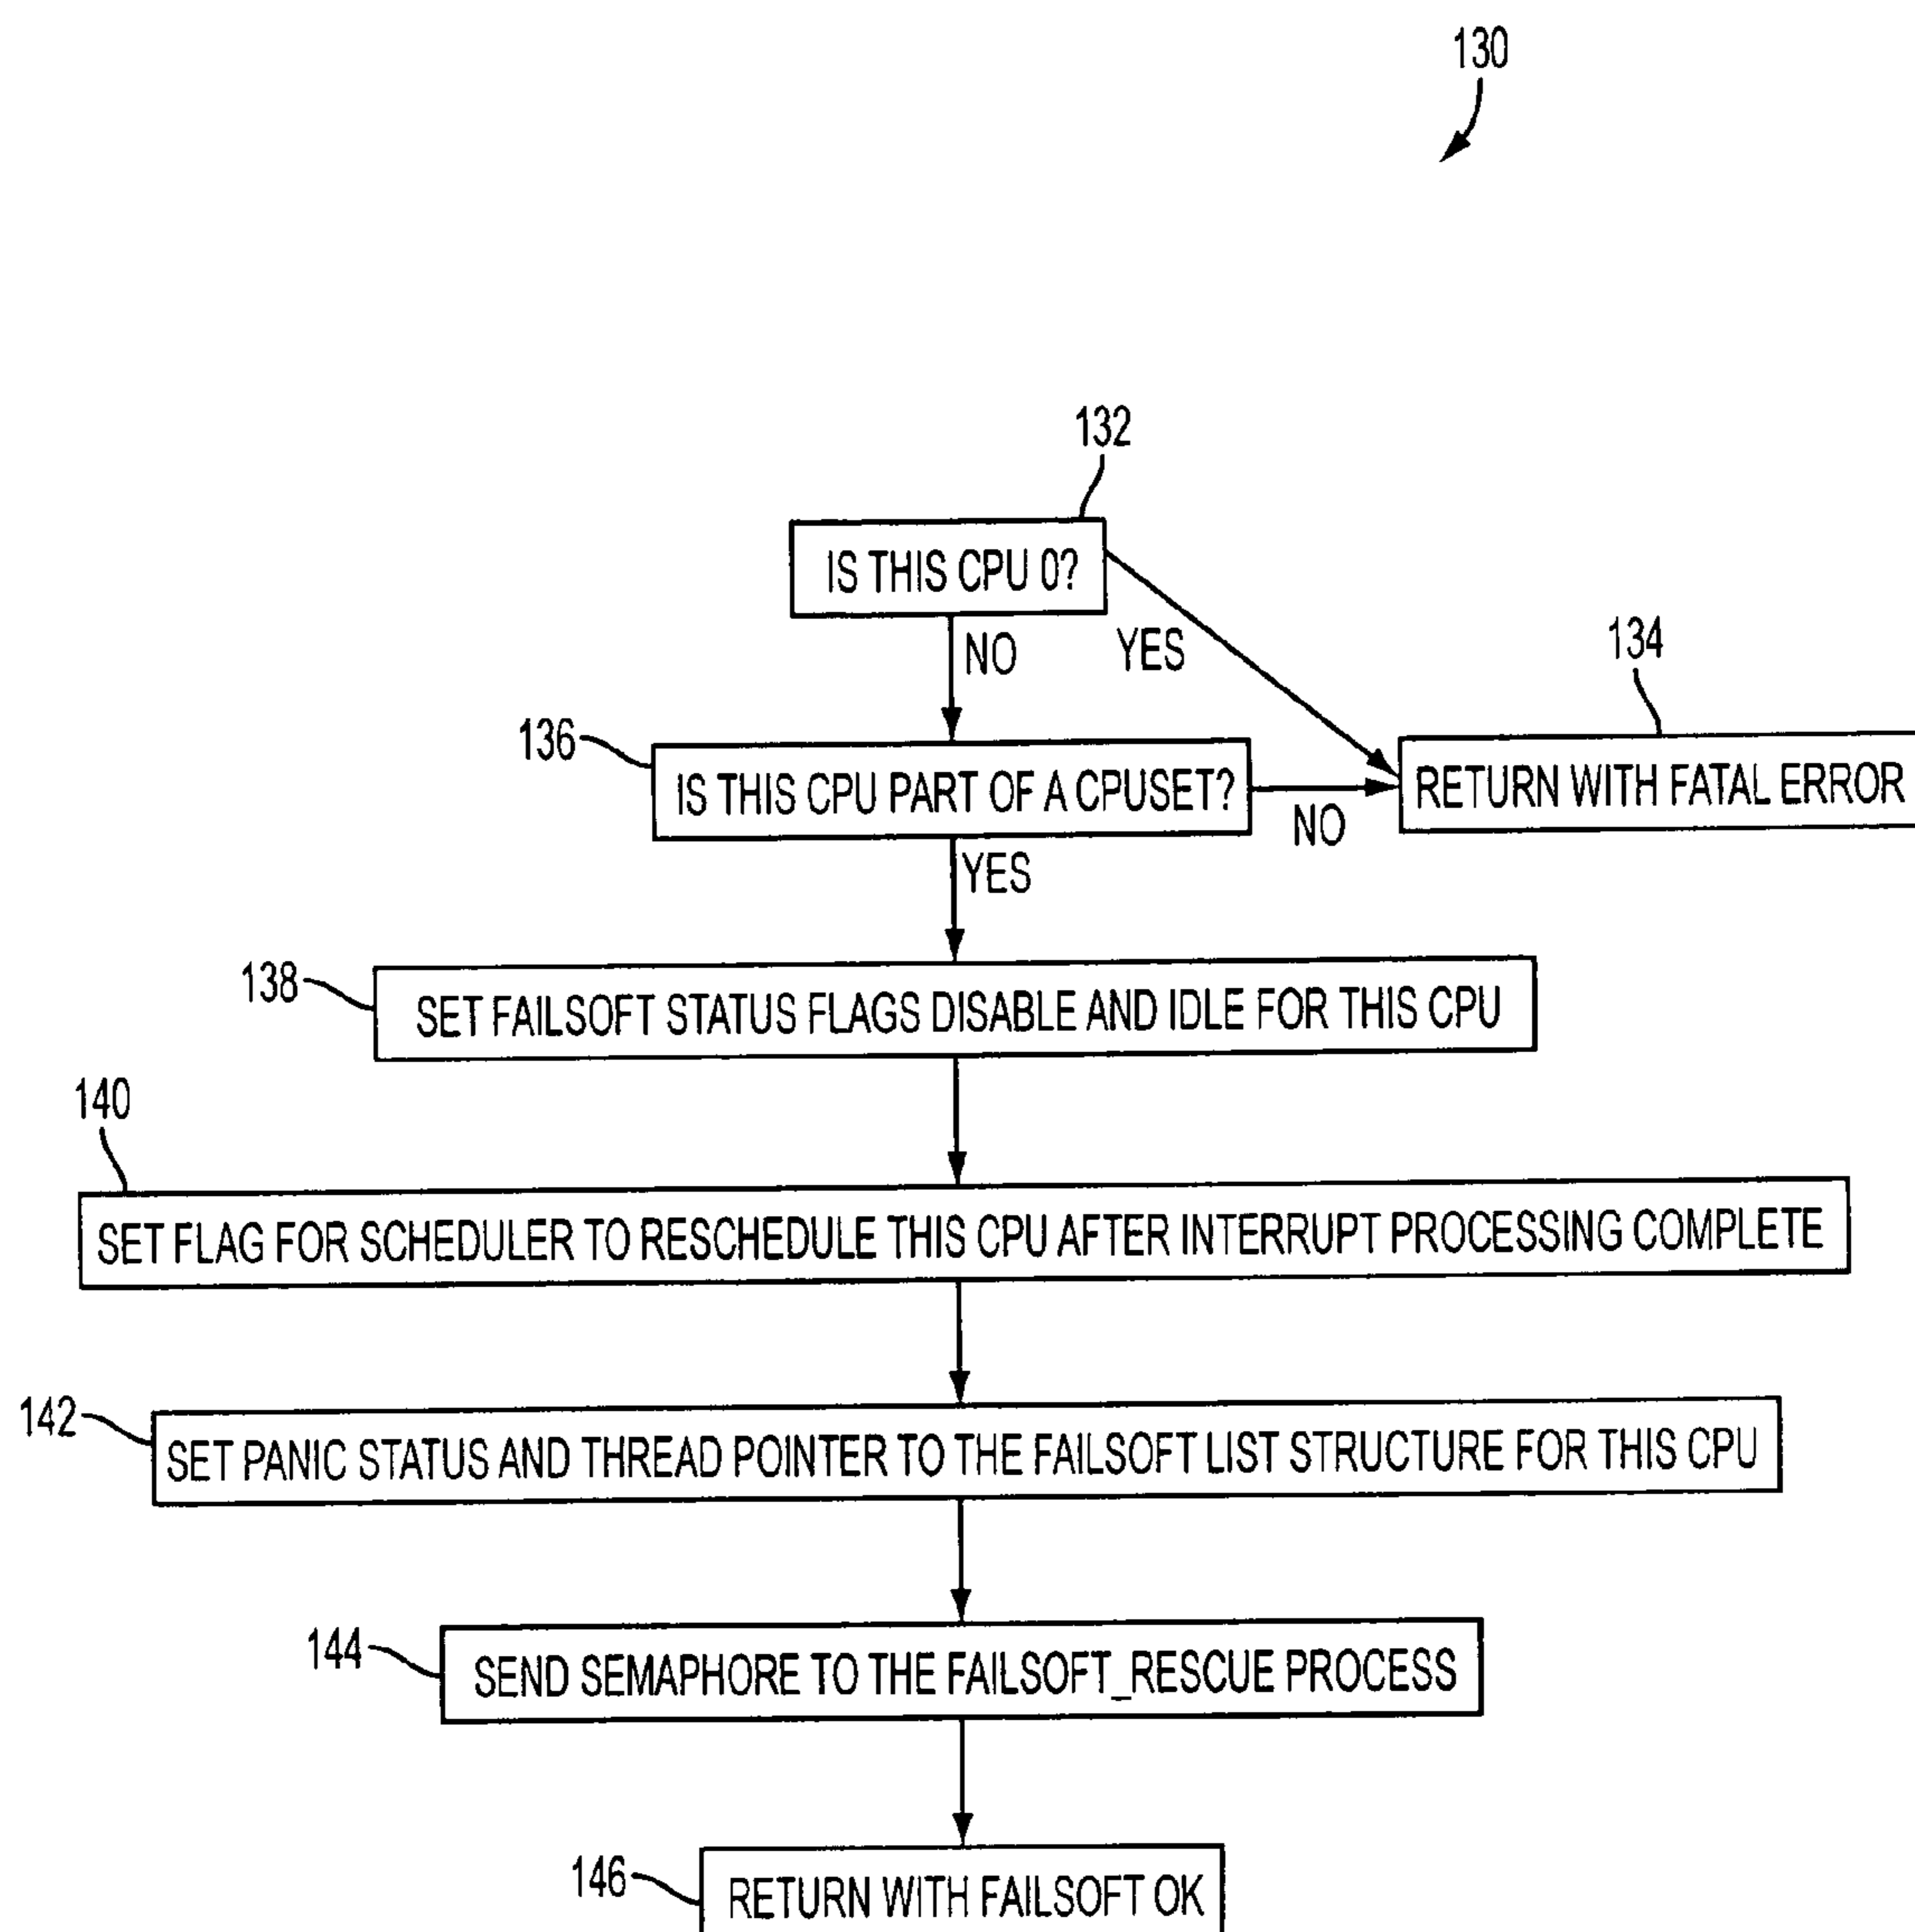 130
132
IS THIS CPU 0?
NO
YES
134
136
IS THIS CPU PART OF A CPUSET?
RETURN WITH FATAL ERROR
NO
YES
138
SET FAILSOFT STATUS FLAGS DISABLE AND IDLE FOR THIS CPU
140
SET FLAG FOR SCHEDULER TO RESCHEDULE THIS CPU AFTER INTERRUPT PROCESSING COMPLETE
142
SET PANIC STATUS AND THREAD POINTER TO THE FAILSOFT LIST STRUCTURE FOR THIS CPU
144
SEND SEMAPHORE TO THE FAILSOFT_RESCUE PROCESS
146
RETURN WITH FAILSOFT OK